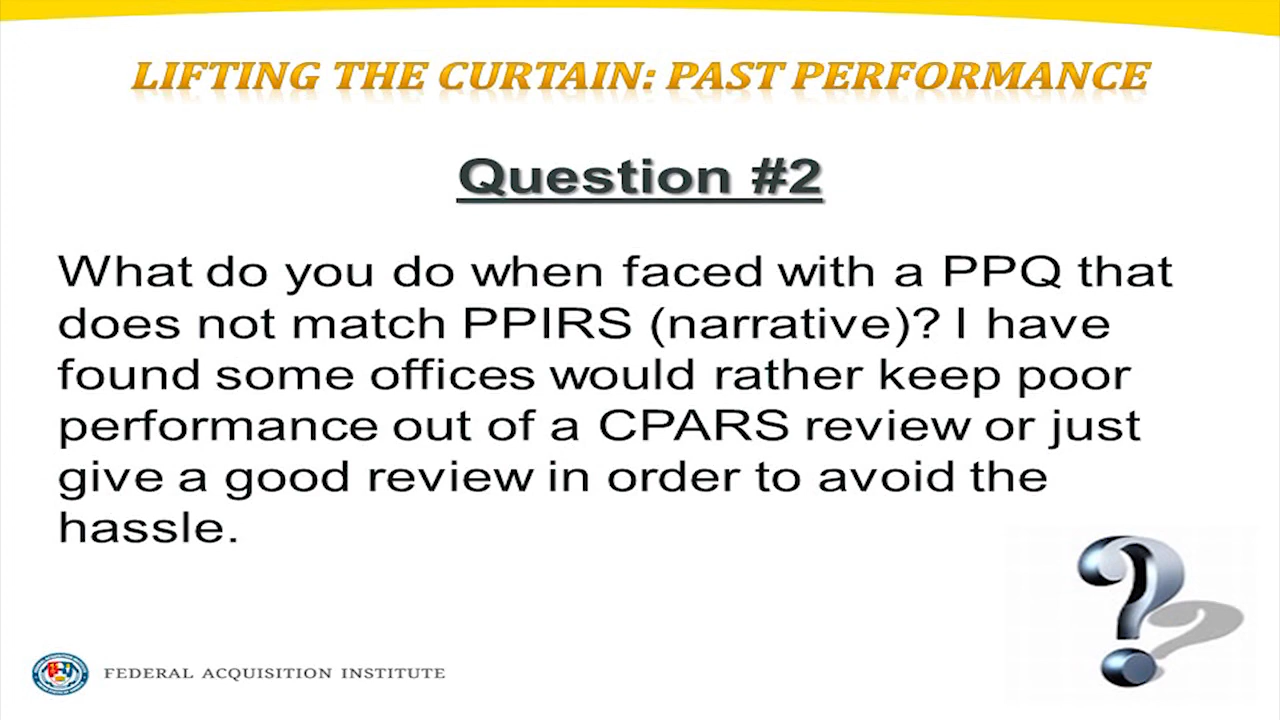 LIFTING THE CURTAIN: PAST PERFORMANCE
Question #2
What do you do when faced with a PPQ that
does not match PPIRS (narrative)? I have
found some offices would rather keep poor
performance out of a CPARS review or just
give a good review in order to avoid the
hassle.
FEDERAL ACQUISITION INSTITUTE